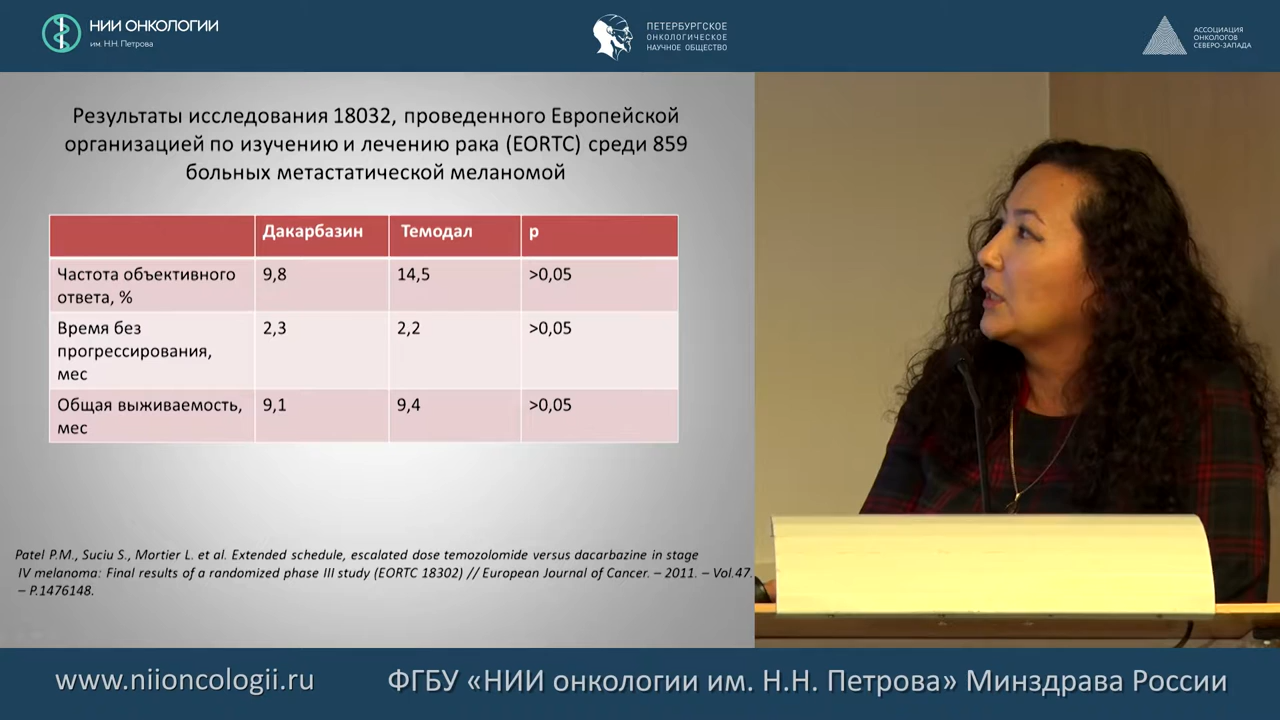 НИИ ОНКОЛОГИИ
им. Н.Н. Петрова
ПЕТЕРБУРГСКОЕ
ОНКОЛОГИЧЕСКОЕ
НАУЧНОЕ ОБЩЕСТВО
АССОЦИАЦИЯ
ОНКОЛОГОВ
СЕВЕРО-ЗАПАДА
Результаты исследования 18032, проведенного Европейской
организацией по изучению и лечению рака (EORTC) среди 859
больных метастатической меланомой
Дакарбазин Темодал р
Частота объективного 9,8 14,5 >0,05
ответа, %
Время без 2,3 2,2 >0,05
прогрессирования,
мес
Общая выживаемость, 9,1 9,4 >0,05
мес
Patel P.M., Suciu S., Mortier L. et al. Extended schedule, escalated dose temozolomide versus dacarbazine in stage
IV melanoma: Final results of a randomized phase III study (EORTC 18302) // European Journal of Cancer. – 2011. – Vol.47.
– P.1476148.
www.niioncologii.ru
ФГБУ «НИИ онкологии им. Н.Н. Петрова» Минздрава России